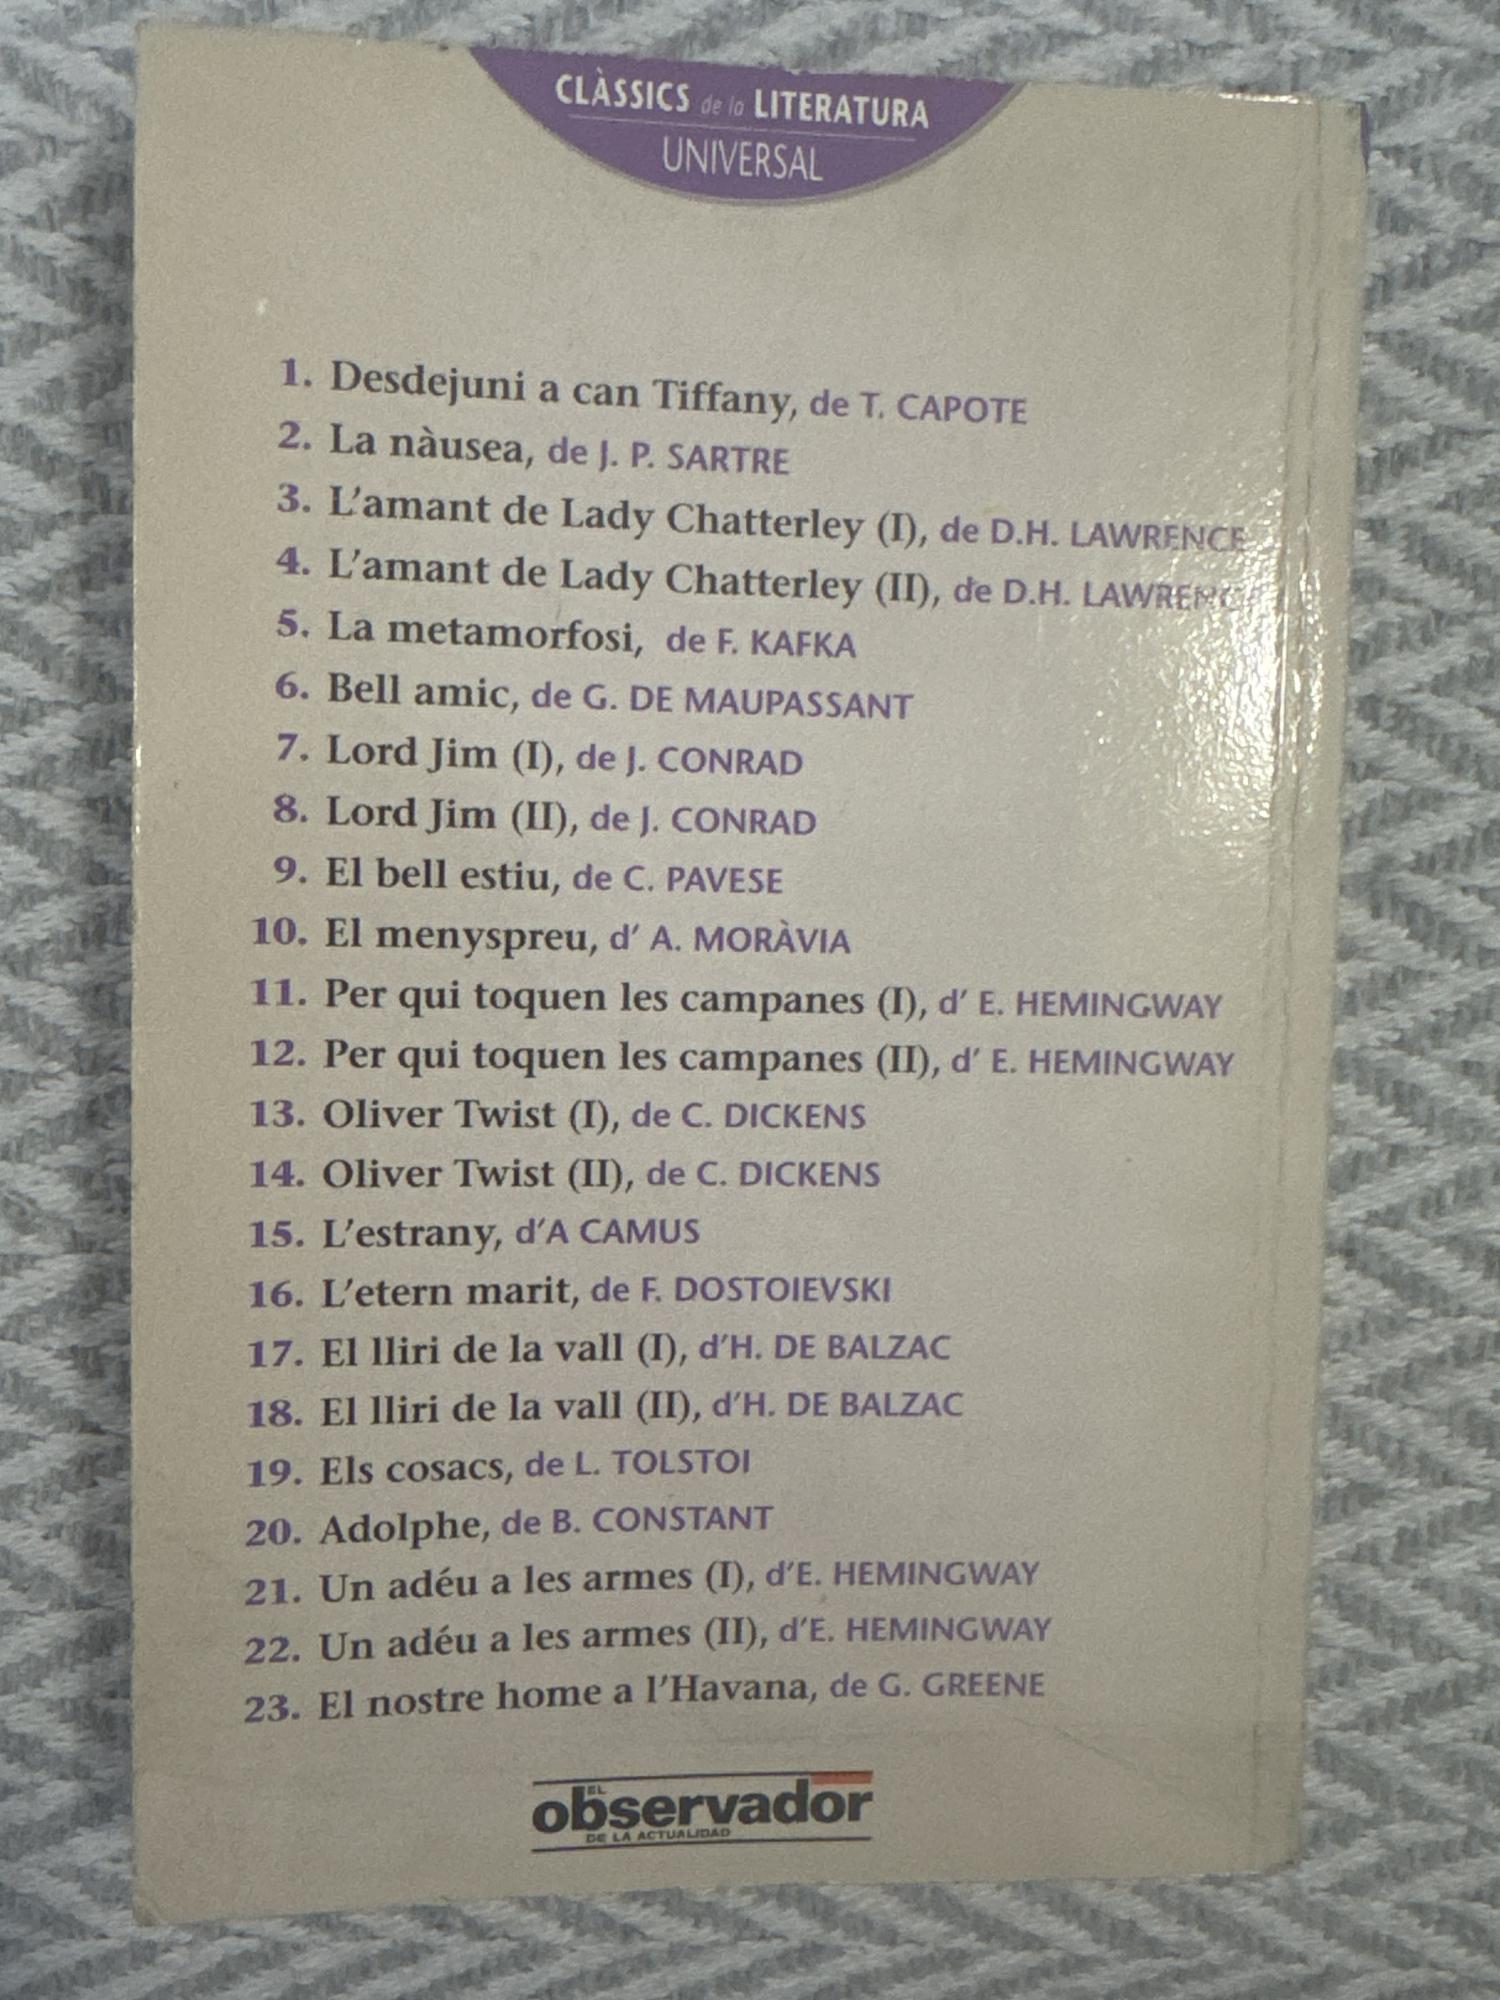 CLÀSSICS de la LITERATURA
UNIVERSAL
1. Desdejuni a can Tiffany, de T. CAPOTE
2. La nàusea, de J. P. SARTRE
3. L'amant de Lady Chatterley (I), de D.H. LAWRENCE
4. L'amant de Lady Chatterley (II), de D.H. LAWRENCE
5. La metamorfosi, de F. KAFKA
6. Bell amic, de G. DE MAUPASSANT
7. Lord Jim (I), de J. CONRAD
8. Lord Jim (II), de J. CONRAD
9. El bell estiu, de C. PAVESE
10. El menyspreu, d' A. MORÀVIA
11. Per qui toquen les campanes (I), d' E. HEMINGWAY
12. Per qui toquen les campanes (II), d' E. HEMINGWAY
13. Oliver Twist (I), de C. DICKENS
14. Oliver Twist (II), de C. DICKENS
15. L'estrany, d'A CAMUS
16. L'etern marit, de F. DOSTOIEVSKI
17. El lliri de la vall (I), d'H. DE BALZAC
18. El lliri de la vall (II), d'H. DE BALZAC
19. Els cosacs, de L. TOLSTOI
20. Adolphe, de B. CONSTANT
21. Un adéu a les armes (I), d'E. HEMINGWAY
22. Un adéu a les armes (II), d'E. HEMINGWAY
23. El nostre home a l'Havana, de G. GREENE
EL
observador
DE LA ACTUALIDAD